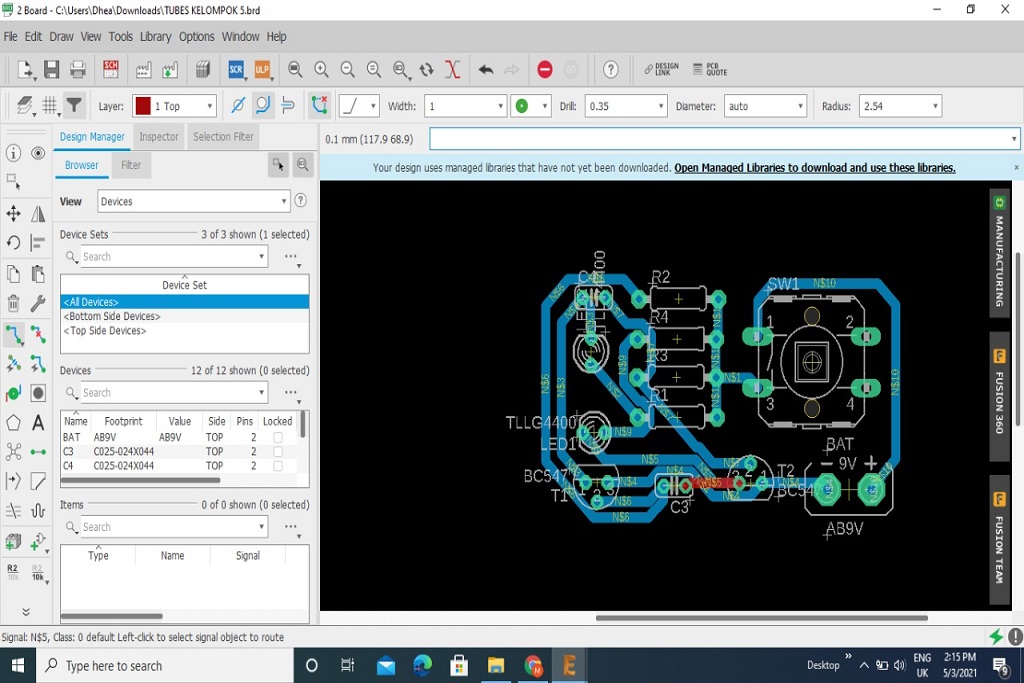 2 Board - C:\Users\Dhea\Downloads\TUBES KELOMPOK 5.brd
File Edit Draw View Tools Library Options Window Help
SCH
SCR
ULP
DESIGN LINK
PCB QUOTE
Layer: 1 Top Width: 1 Drill: 0.35 Diameter: auto Radius: 2.54
Design Manager Inspector Selection Filter
0.1 mm (117.9 68.9)
Browser Filter
Your design uses managed libraries that have not yet been downloaded. Open Managed Libraries to download and use these libraries.
View Devices
Device Sets 3 of 3 shown (1 selected)
Search
Device Set
<All Devices>
<Bottom Side Devices>
<Top Side Devices>
Devices 12 of 12 shown (0 selected)
Search
Name Footprint Value Side Pins Locked
BAT AB9V AB9V TOP 2
C3 C025-024X044 TOP 2
C4 C025-024X044 TOP 2
Items 0 of 0 shown (0 selected)
Search
Type Name Signal
R2
10k
R2
10k
MANUFACTURING
FUSION 360
FUSION TEAM
R2
SW1
N$10
1
2
R4
R3
N$1
R1
3
4
N$10
TLLG4400
LED1
N$9
BAT
9V
- +
AB9V
BC547
T1
N$5
N$4
N$6
N$6
C3
N$5
T2
Signal: N$5, Class: 0 default Left-click to select signal object to route
Type here to search
Desktop
ENG
UK
2:15 PM
5/3/2021
9